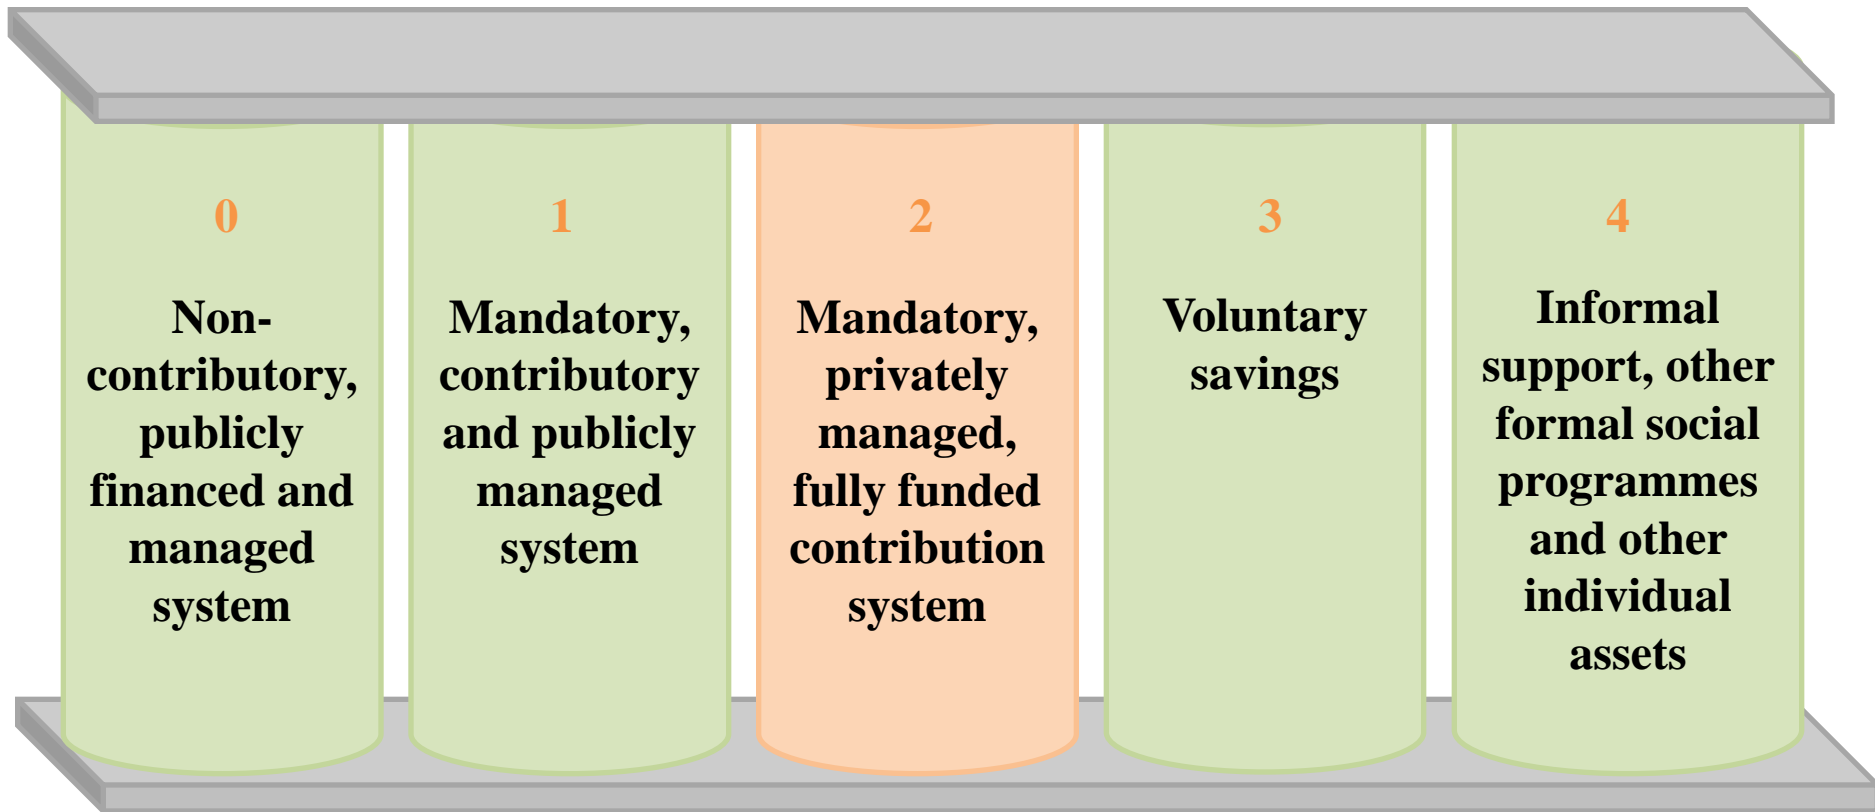 0
Non-
contributory,
publicly
financed and
managed
system
1
Mandatory,
contributory
and publicly
managed
system
2
Mandatory,
privately
managed,
fully funded
contribution
system
3
Voluntary
savings
4
Informal
support, other
formal social
programmes
and other
individual
assets